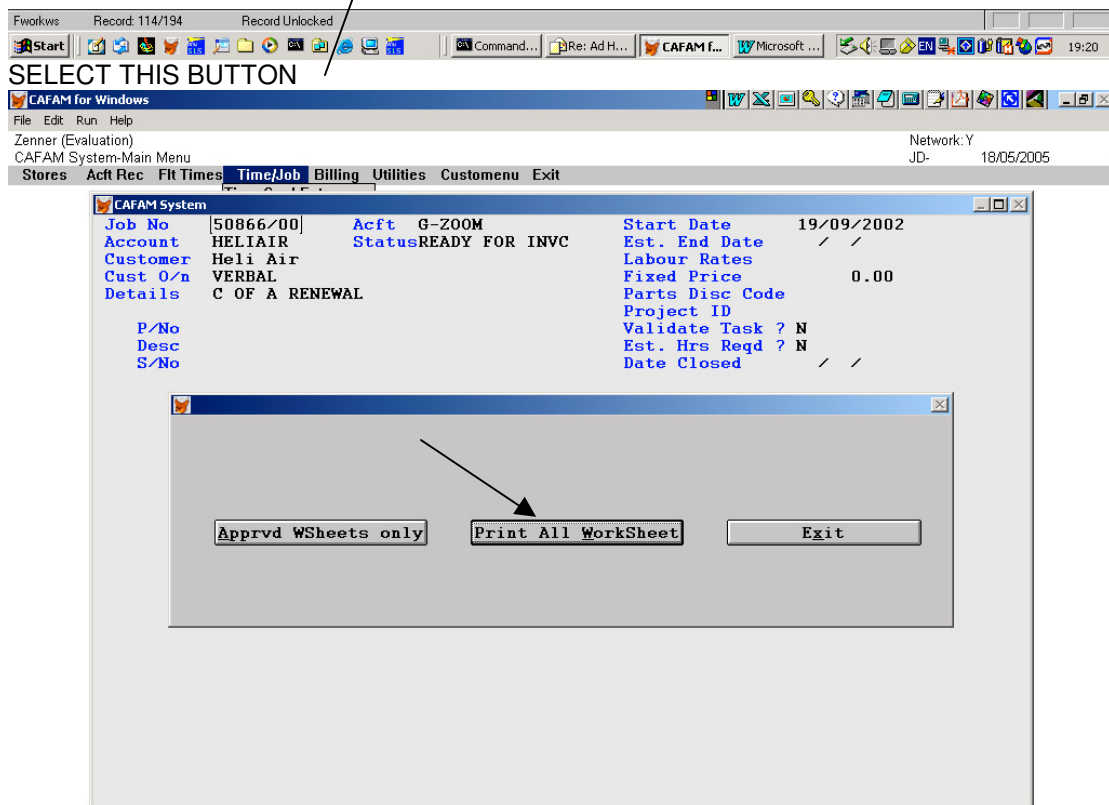 Fworkws Record: 114/194 Record Unlocked
Start Command... Re: Ad H... CAFAM f... Microsoft ... EN 19:20
SELECT THIS BUTTON
CAFAM for Windows
File Edit Run Help
Zenner (Evaluation) Network: Y
CAFAM System-Main Menu JD- 18/05/2005
Stores Acft Rec Flt Times Time/Job Billing Utilities Customenu Exit
CAFAM System
Job No 50866/00 Acft G-ZOOM Start Date 19/09/2002
Account HELIAIR Status READY FOR INVC Est. End Date / /
Customer Heli Air Labour Rates
Cust O/n VERBAL Fixed Price 0.00
Details C OF A RENEWAL Parts Disc Code
Project ID
P/No Validate Task ? N
Desc Est. Hrs Reqd ? N
S/No Date Closed / /
Apprvd WSheets only Print All WorkSheet Exit